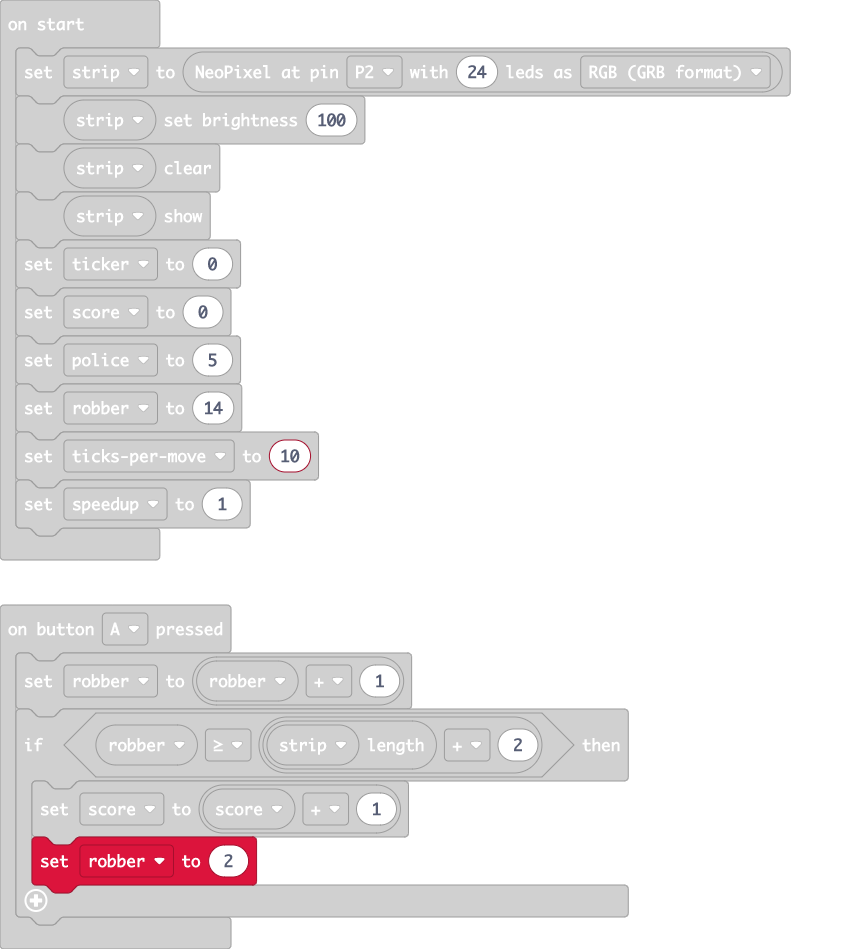 on start
set strip to NeoPixel at pin P2 with 24 leds as RGB (GRB format)
strip set brightness 100
strip clear
strip show
set ticker to 0
set score to 0
set police to 5
set robber to 14
set ticks-per-move to 10
set speedup to 1
on button A pressed
set robber to robber + 1
if robber ≥ strip length + 2 then
set score to score + 1
set robber to 2